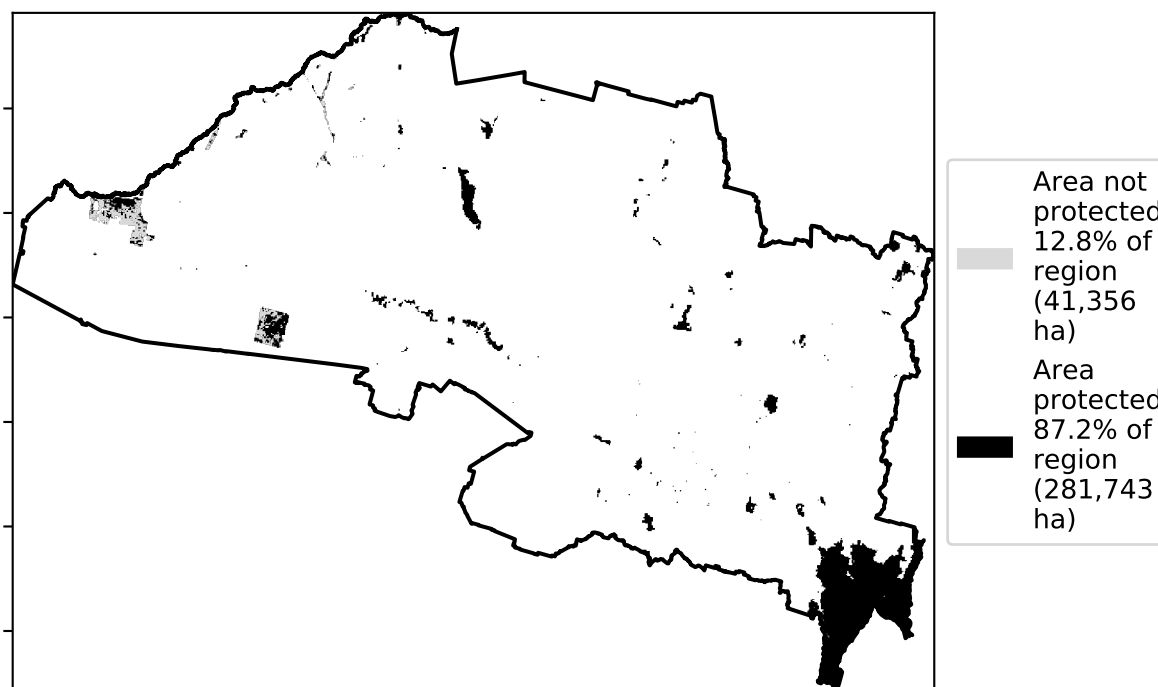 Area not
protected
12.8% of
region
(41,356
ha)
Area
protected
87.2% of
region
(281,743
ha)